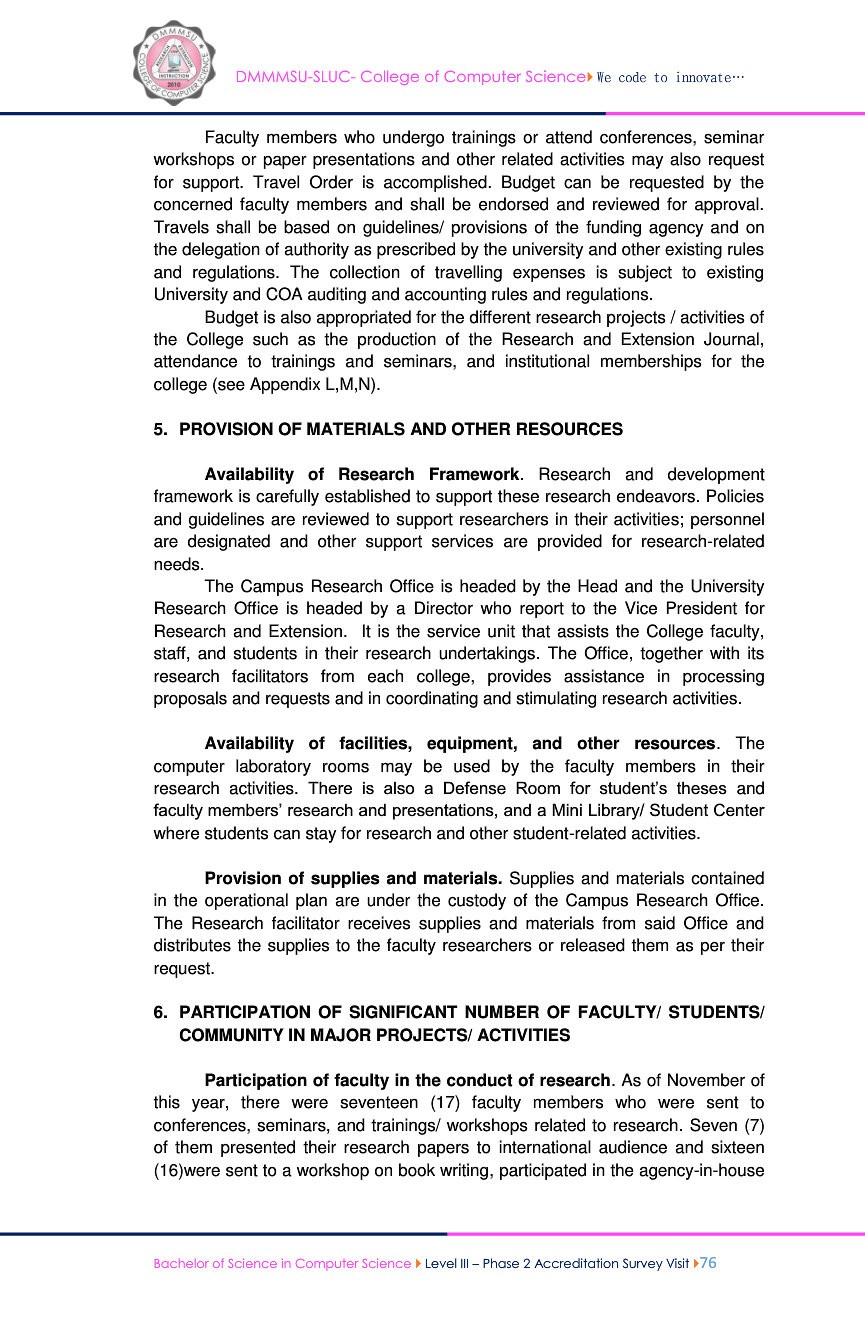 DMMMSU
RESEARCH
EXTENSION
INSTRUCTION
2010
COLLEGE OF COMPUTER SCIENCE
DMMMSU-SLUC- College of Computer Science We code to innovate…
Faculty members who undergo trainings or attend conferences, seminar
workshops or paper presentations and other related activities may also request
for support. Travel Order is accomplished. Budget can be requested by the
concerned faculty members and shall be endorsed and reviewed for approval.
Travels shall be based on guidelines/ provisions of the funding agency and on
the delegation of authority as prescribed by the university and other existing rules
and regulations. The collection of travelling expenses is subject to existing
University and COA auditing and accounting rules and regulations.
Budget is also appropriated for the different research projects / activities of
the College such as the production of the Research and Extension Journal,
attendance to trainings and seminars, and institutional memberships for the
college (see Appendix L,M,N).
5. PROVISION OF MATERIALS AND OTHER RESOURCES
Availability of Research Framework. Research and development
framework is carefully established to support these research endeavors. Policies
and guidelines are reviewed to support researchers in their activities; personnel
are designated and other support services are provided for research-related
needs.
The Campus Research Office is headed by the Head and the University
Research Office is headed by a Director who report to the Vice President for
Research and Extension. It is the service unit that assists the College faculty,
staff, and students in their research undertakings. The Office, together with its
research facilitators from each college, provides assistance in processing
proposals and requests and in coordinating and stimulating research activities.
Availability of facilities, equipment, and other resources. The
computer laboratory rooms may be used by the faculty members in their
research activities. There is also a Defense Room for student’s theses and
faculty members’ research and presentations, and a Mini Library/ Student Center
where students can stay for research and other student-related activities.
Provision of supplies and materials. Supplies and materials contained
in the operational plan are under the custody of the Campus Research Office.
The Research facilitator receives supplies and materials from said Office and
distributes the supplies to the faculty researchers or released them as per their
request.
6. PARTICIPATION OF SIGNIFICANT NUMBER OF FACULTY/ STUDENTS/
COMMUNITY IN MAJOR PROJECTS/ ACTIVITIES
Participation of faculty in the conduct of research. As of November of
this year, there were seventeen (17) faculty members who were sent to
conferences, seminars, and trainings/ workshops related to research. Seven (7)
of them presented their research papers to international audience and sixteen
(16)were sent to a workshop on book writing, participated in the agency-in-house
Bachelor of Science in Computer Science Level III – Phase 2 Accreditation Survey Visit 76